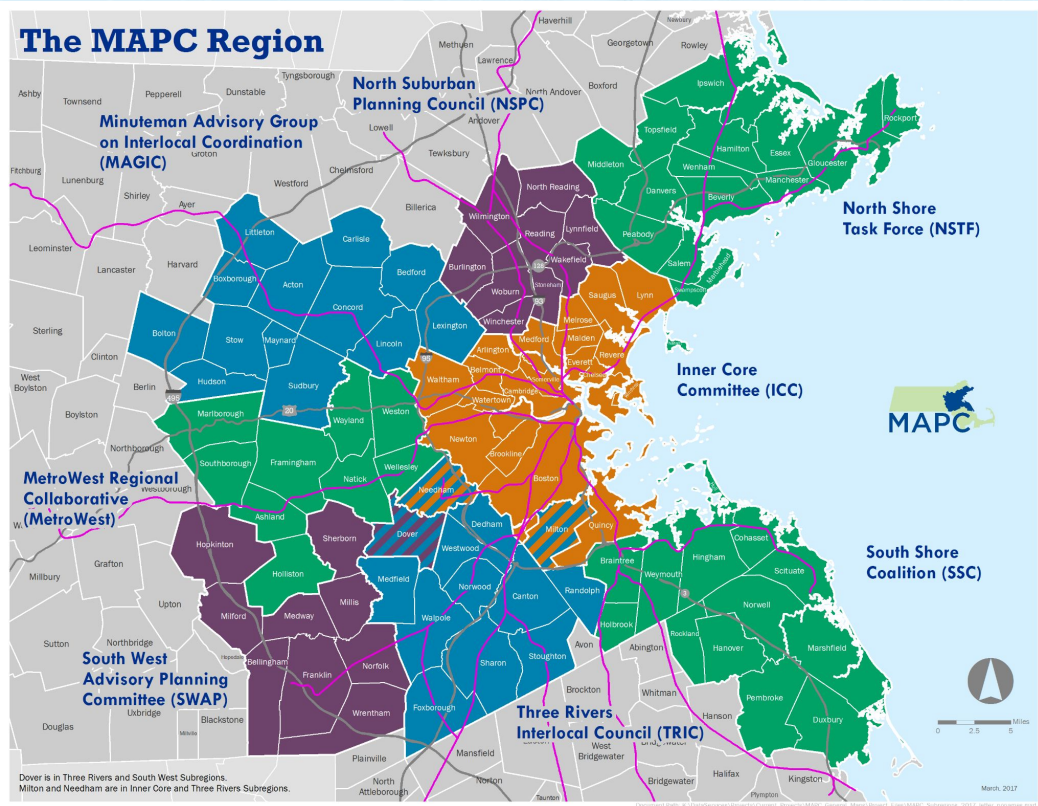 The MAPC Region
Haverhill
Newbury
Rowley
Georgetown
Methuen
Lawrence
Tyngsborough
Dunstable
Pepperell
Townsend
Ashby
North Suburban
Planning Council (NSPC)
North Andover
Boxford
Andover
Ipswich
Rockport
Minuteman Advisory Group
on Interlocal Coordination
(MAGIC)
Groton
Lowell
Tewksbury
Topsfield
Hamilton
Essex
Gloucester
Middleton
Wenham
Manchester
Fitchburg
Lunenburg
Shirley
Ayer
Westford
Chelmsford
Billerica
North Reading
Danvers
Beverly
Wilmington
Reading
Lynnfield
Peabody
North Shore
Task Force (NSTF)
Littleton
Carlisle
Leominster
Lancaster
Harvard
Boxborough
Acton
Bedford
Burlington
Wakefield
128
Salem
Marblehead
Swampscott
Stoneham
Woburn
93
Saugus
Lynn
Concord
Lexington
Winchester
Melrose
Sterling
Bolton
Stow
Maynard
Lincoln
Medford
Malden
Arlington
Everett
Revere
Clinton
95
Belmont
Chelsea
Somerville
Waltham
Cambridge
Inner Core
Committee (ICC)
West
Boylston
Berlin
Hudson
Sudbury
495
20
Watertown
Boylston
Marlborough
Wayland
Weston
MAPC
Northborough
Newton
Brookline
Southborough
Framingham
Wellesley
Natick
Boston
MetroWest Regional
Collaborative
(MetroWest)
Westborough
Needham
Ashland
Dedham
Milton
Quincy
Hopkinton
Sherborn
Dover
Westwood
Cohasset
Hingham
Scituate
South Shore
Coalition (SSC)
Grafton
Millbury
Holliston
Medfield
Norwood
Canton
Randolph
Braintree
Weymouth
3
Norwell
Upton
Milford
Medway
Millis
Walpole
Holbrook
Rockland
Hanover
Marshfield
Sutton
Northbridge
Hopedale
Bellingham
Norfolk
Franklin
Sharon
Stoughton
Avon
Abington
South West
Advisory Planning
Committee (SWAP)
Brockton
Whitman
Pembroke
Duxbury
Uxbridge
Blackstone
Douglas
Millville
Wrentham
Foxborough
Three Rivers
Interlocal Council (TRIC)
Hanson
Miles
0 2.5 5
West
Bridgewater
Mansfield
Plainville
Halifax
Kingston
Bridgewater
North
Attleborough
Norton
Taunton
Plympton
Dover is in Three Rivers and South West Subregions.
Milton and Needham are in Inner Core and Three Rivers Subregions.
March, 2017